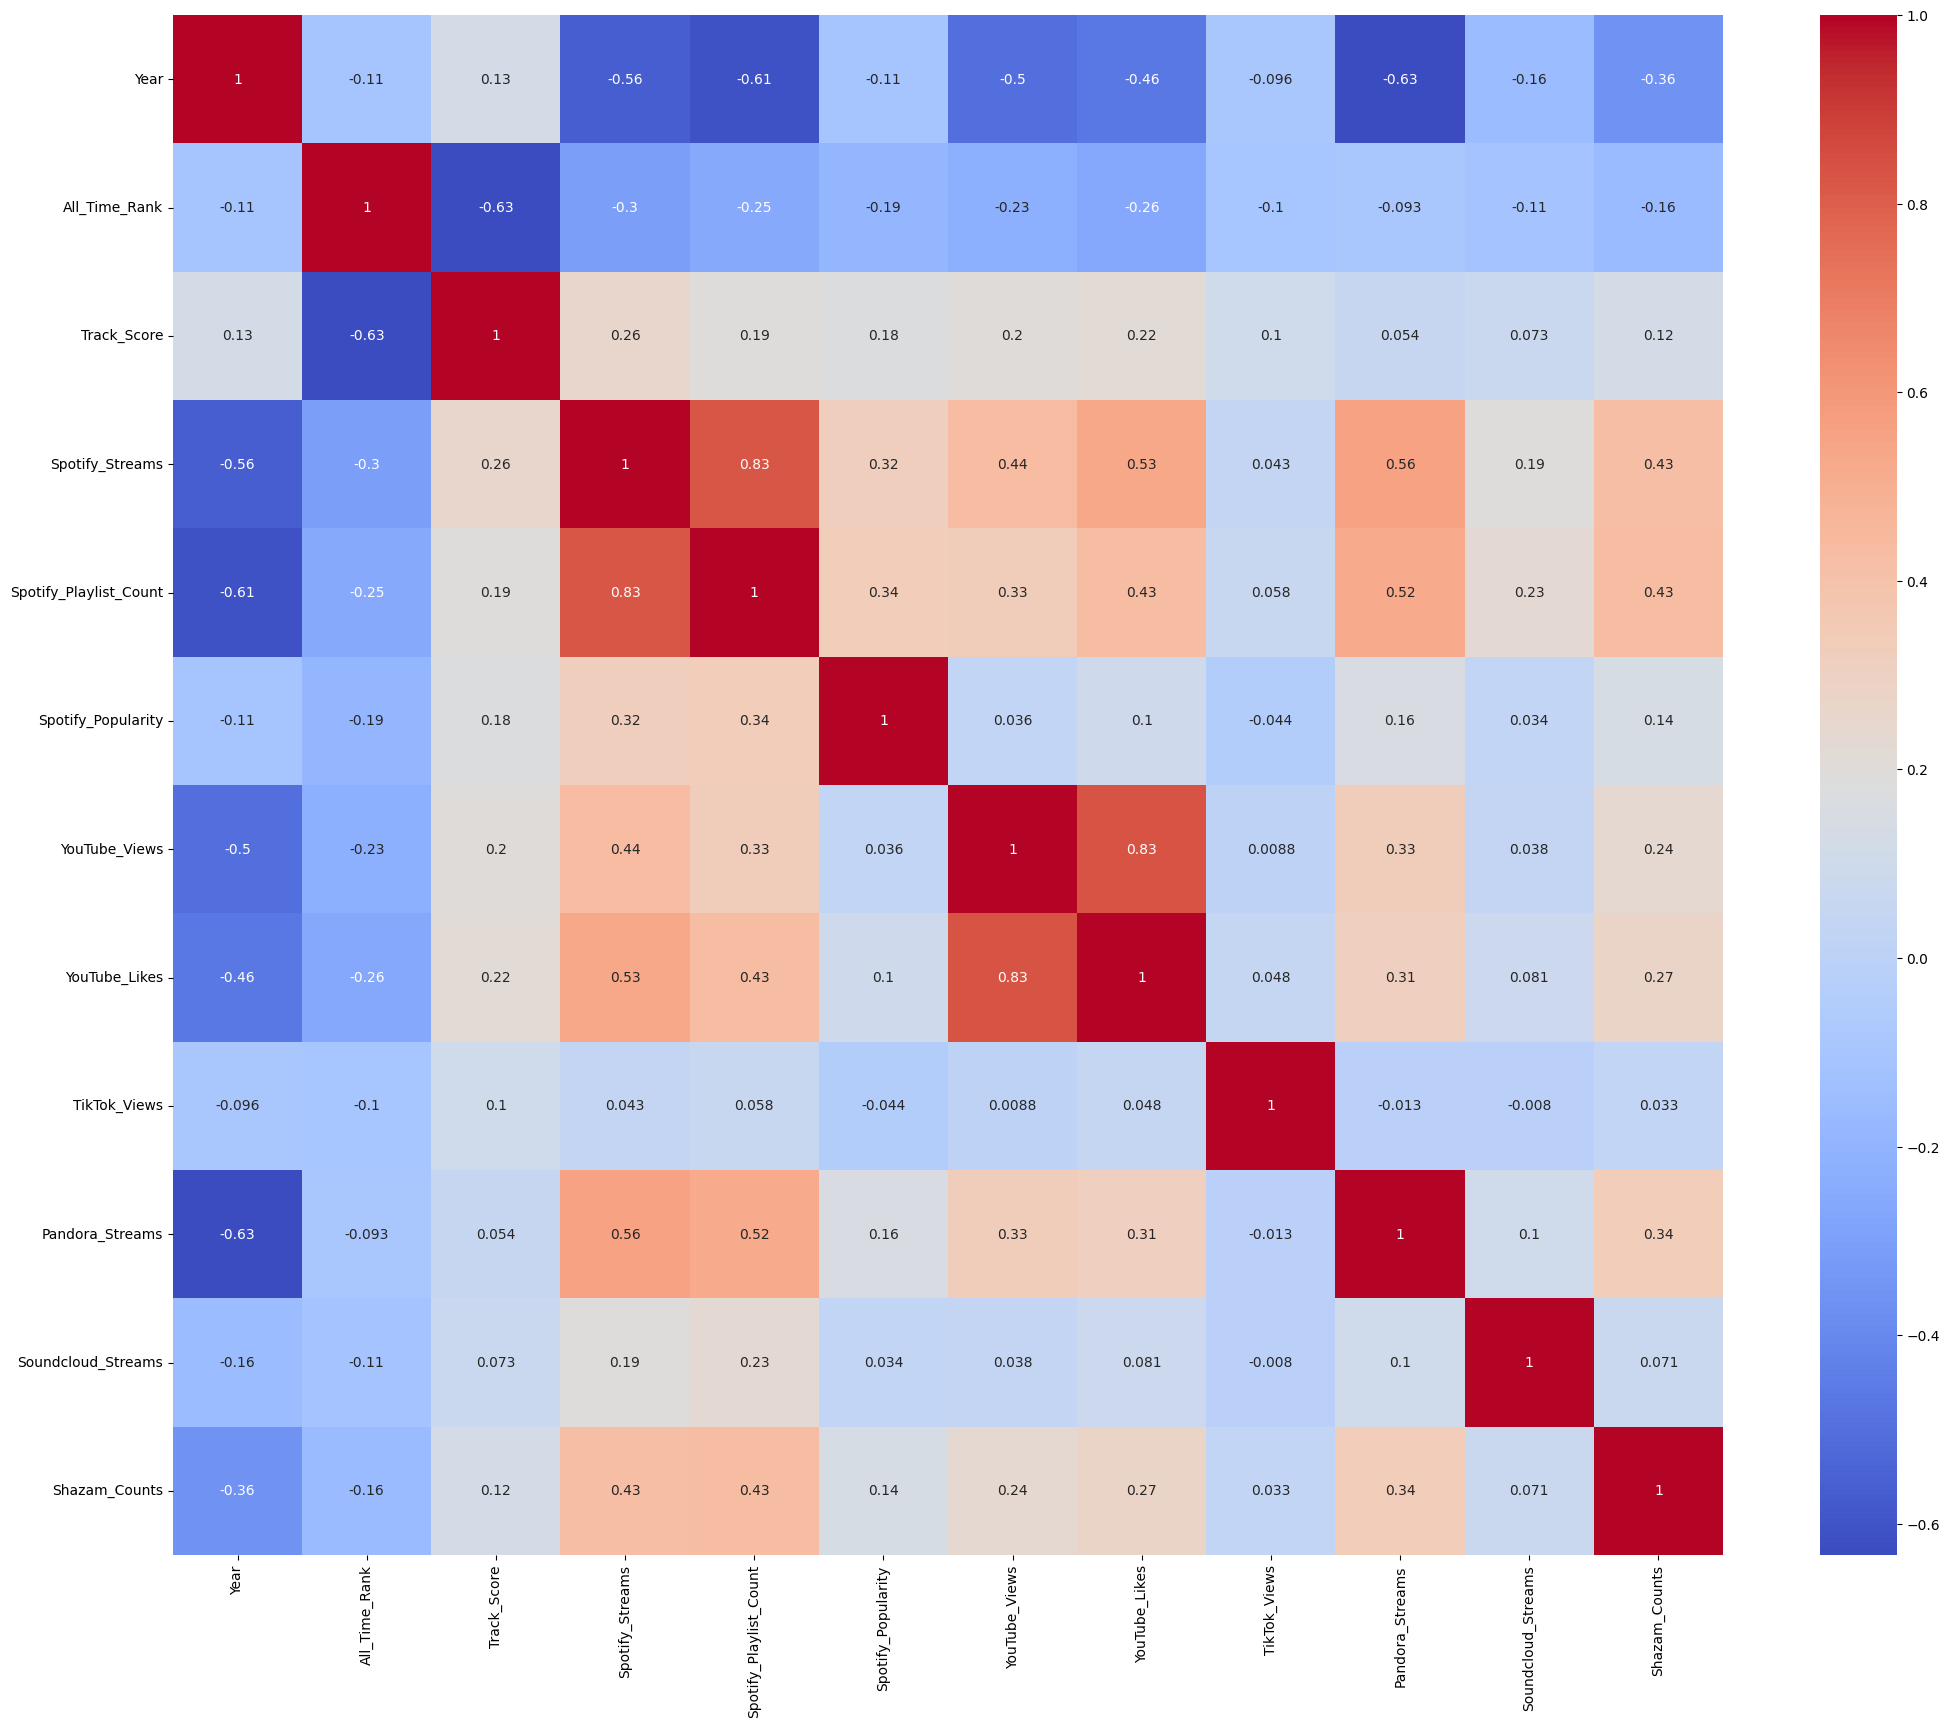 Year 1 -0.11 0.13 -0.56 -0.61 -0.11 -0.5 -0.46 -0.096 -0.63 -0.16 -0.36
All_Time_Rank -0.11 1 -0.63 -0.3 -0.25 -0.19 -0.23 -0.26 -0.1 -0.093 -0.11 -0.16
Track_Score 0.13 -0.63 1 0.26 0.19 0.18 0.2 0.22 0.1 0.054 0.073 0.12
Spotify_Streams -0.56 -0.3 0.26 1 0.83 0.32 0.44 0.53 0.043 0.56 0.19 0.43
Spotify_Playlist_Count -0.61 -0.25 0.19 0.83 1 0.34 0.33 0.43 0.058 0.52 0.23 0.43
Spotify_Popularity -0.11 -0.19 0.18 0.32 0.34 1 0.036 0.1 -0.044 0.16 0.034 0.14
YouTube_Views -0.5 -0.23 0.2 0.44 0.33 0.036 1 0.83 0.0088 0.33 0.038 0.24
YouTube_Likes -0.46 -0.26 0.22 0.53 0.43 0.1 0.83 1 0.048 0.31 0.081 0.27
TikTok_Views -0.096 -0.1 0.1 0.043 0.058 -0.044 0.0088 0.048 1 -0.013 -0.008 0.033
Pandora_Streams -0.63 -0.093 0.054 0.56 0.52 0.16 0.33 0.31 -0.013 1 0.1 0.34
Soundcloud_Streams -0.16 -0.11 0.073 0.19 0.23 0.034 0.038 0.081 -0.008 0.1 1 0.071
Shazam_Counts -0.36 -0.16 0.12 0.43 0.43 0.14 0.24 0.27 0.033 0.34 0.071 1
Year
All_Time_Rank
Track_Score
Spotify_Streams
Spotify_Playlist_Count
Spotify_Popularity
YouTube_Views
YouTube_Likes
TikTok_Views
Pandora_Streams
Soundcloud_Streams
Shazam_Counts
1.0
0.8
0.6
0.4
0.2
0.0
−0.2
−0.4
−0.6